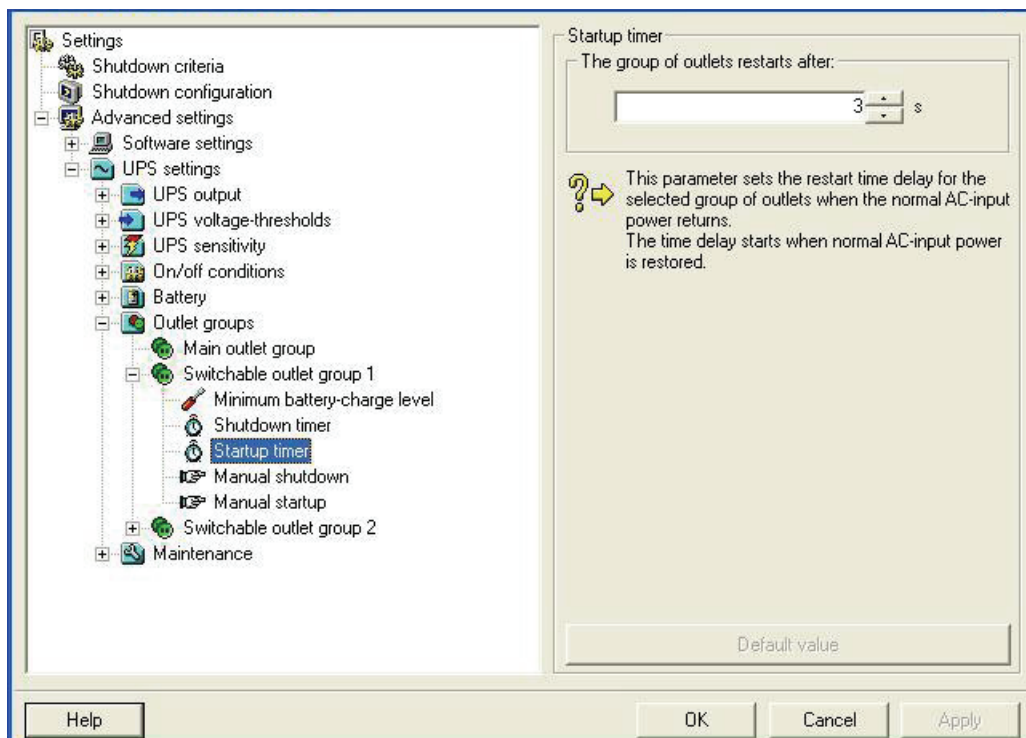 Settings
Shutdown criteria
Shutdown configuration
Advanced settings
Software settings
UPS settings
UPS output
UPS voltage-thresholds
UPS sensitivity
On/off conditions
Battery
Outlet groups
Main outlet group
Switchable outlet group 1
Minimum battery-charge level
Shutdown timer
Startup timer
Manual shutdown
Manual startup
Switchable outlet group 2
Maintenance
Startup timer
The group of outlets restarts after:
3 s
This parameter sets the restart time delay for the
selected group of outlets when the normal AC-input
power returns.
The time delay starts when normal AC-input power
is restored.
Default value
Help
OK
Cancel
Apply